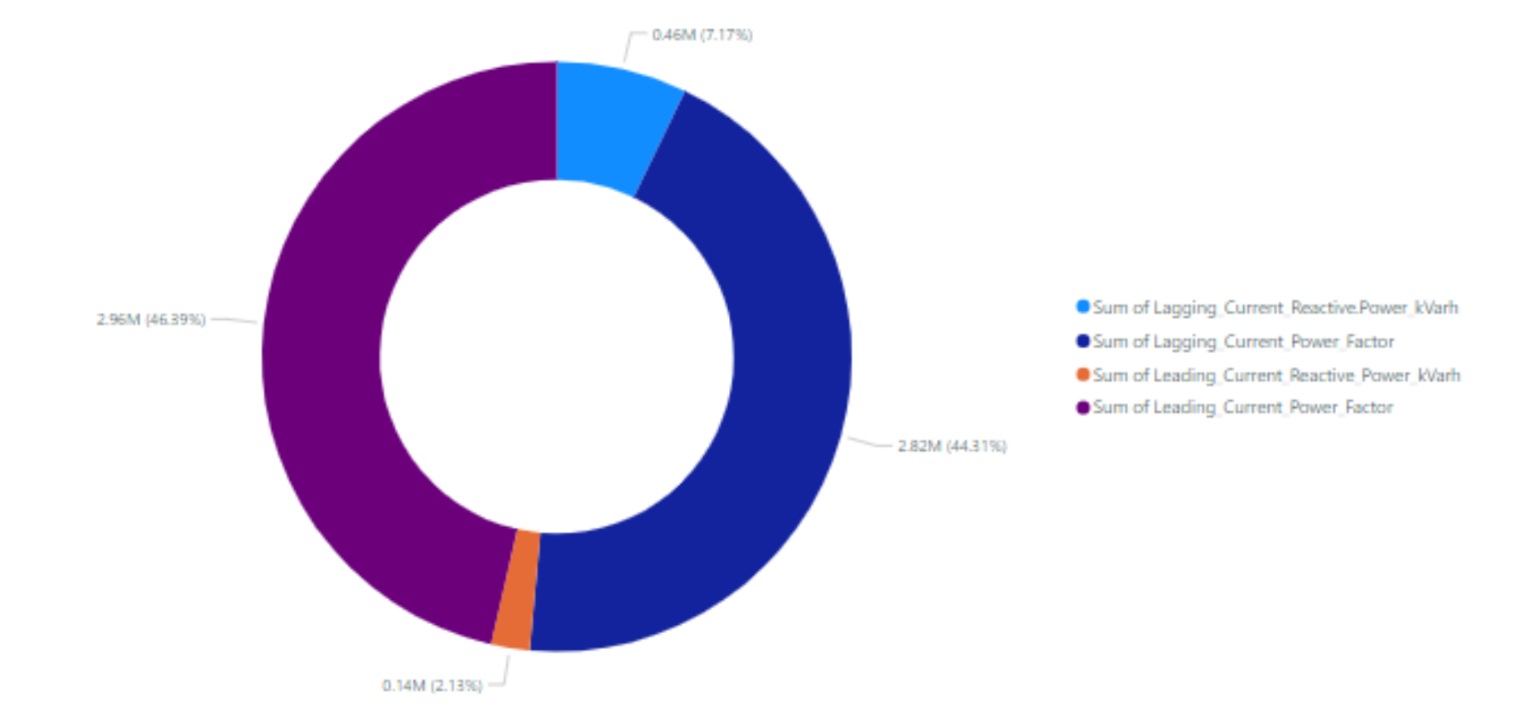 0.46M (7.17%)
2.96M (46.39%)
2.82M (44.31%)
0.14M (2.13%)
Sum of Lagging_Current_Reactive.Power_kVarh
Sum of Lagging_Current_Power_Factor
Sum of Leading_Current_Reactive_Power_kVarh
Sum of Leading_Current_Power_Factor